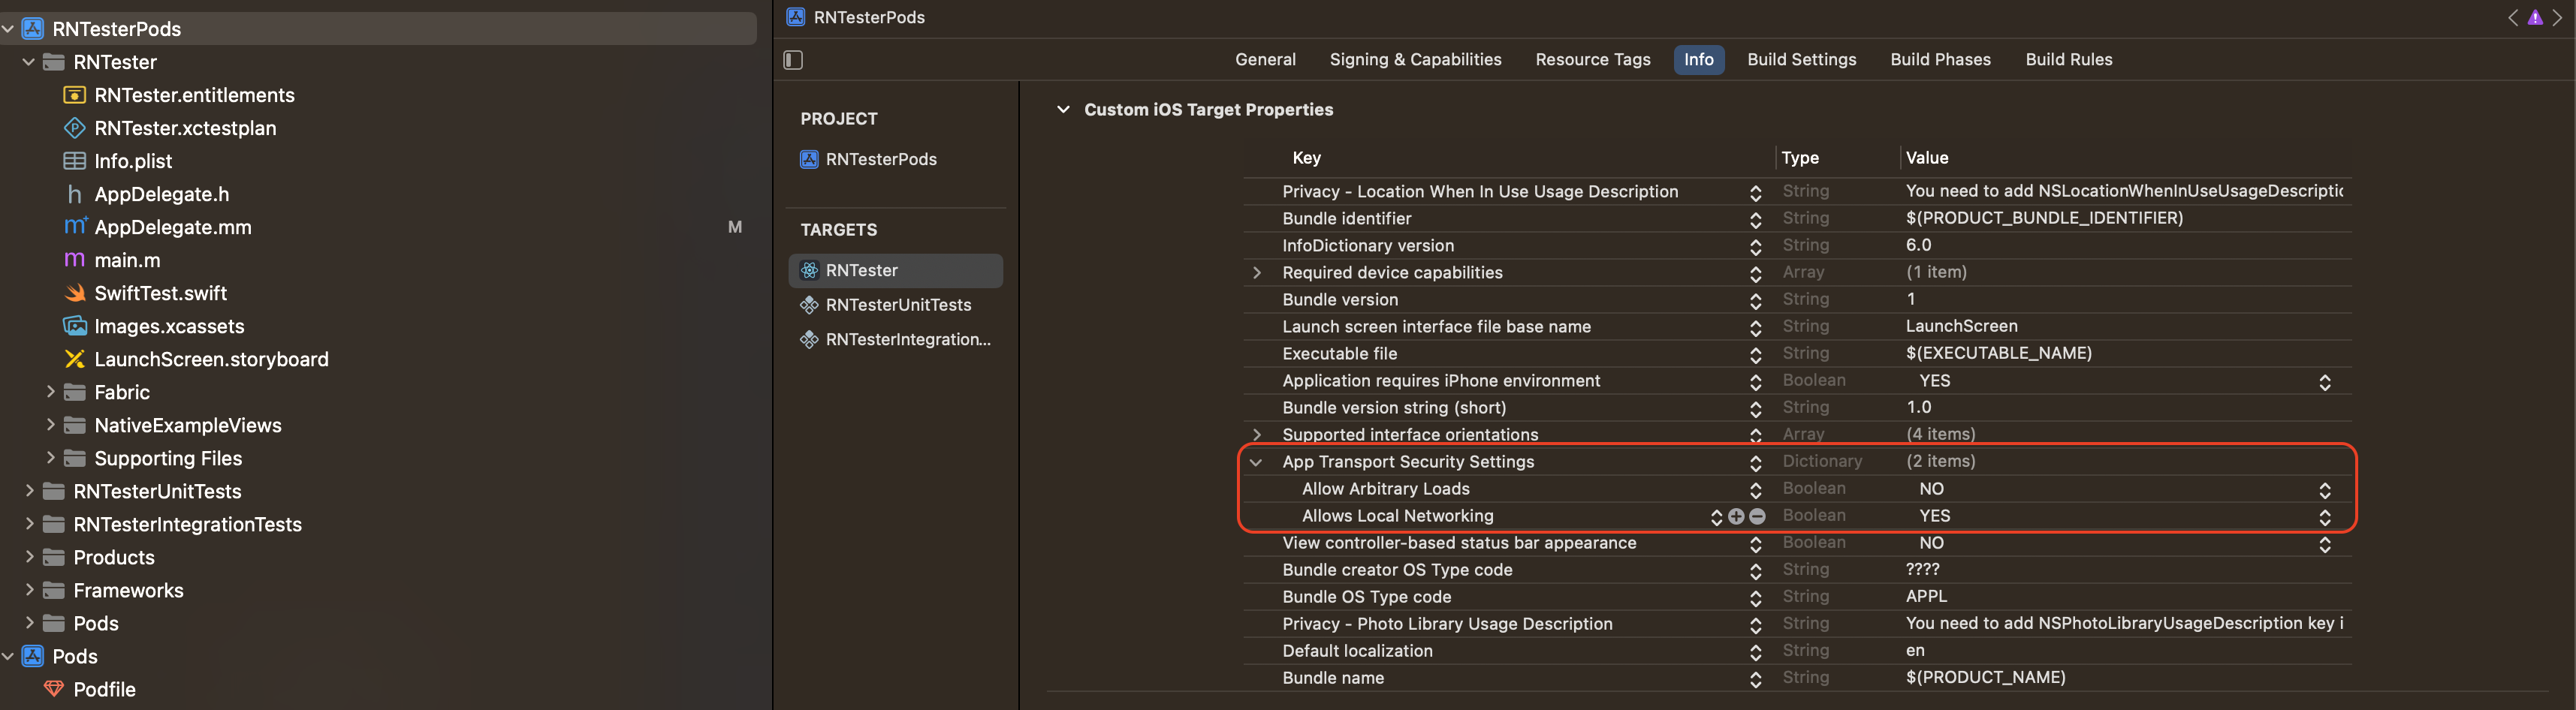 RNTesterPods
RNTester
RNTester.entitlements
RNTester.xctestplan
Info.plist
AppDelegate.h
AppDelegate.mm M
main.m
SwiftTest.swift
Images.xcassets
LaunchScreen.storyboard
Fabric
NativeExampleViews
Supporting Files
RNTesterUnitTests
RNTesterIntegrationTests
Products
Frameworks
Pods
Pods
Podfile
RNTesterPods
General Signing & Capabilities Resource Tags Info Build Settings Build Phases Build Rules
PROJECT
RNTesterPods
TARGETS
RNTester
RNTesterUnitTests
RNTesterIntegration...
Custom iOS Target Properties
Key Type Value
Privacy - Location When In Use Usage Description String You need to add NSLocationWhenInUseUsageDescriptic
Bundle identifier String $(PRODUCT_BUNDLE_IDENTIFIER)
InfoDictionary version String 6.0
Required device capabilities Array (1 item)
Bundle version String 1
Launch screen interface file base name String LaunchScreen
Executable file String $(EXECUTABLE_NAME)
Application requires iPhone environment Boolean YES
Bundle version string (short) String 1.0
Supported interface orientations Array (4 items)
App Transport Security Settings Dictionary (2 items)
Allow Arbitrary Loads Boolean NO
Allows Local Networking Boolean YES
View controller-based status bar appearance Boolean NO
Bundle creator OS Type code String ????
Bundle OS Type code String APPL
Privacy - Photo Library Usage Description String You need to add NSPhotoLibraryUsageDescription key i
Default localization String en
Bundle name String $(PRODUCT_NAME)